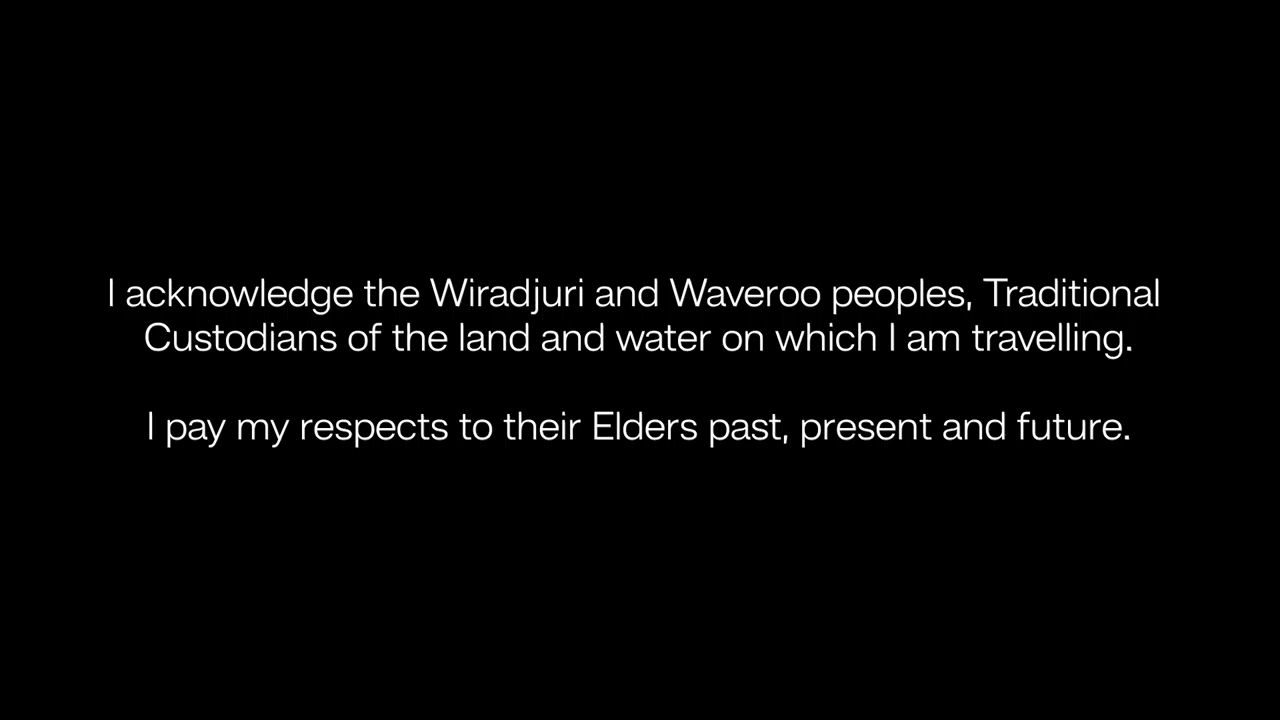 I acknowledge the Wiradjuri and Waveroo peoples, Traditional
Custodians of the land and water on which I am travelling.
I pay my respects to their Elders past, present and future.